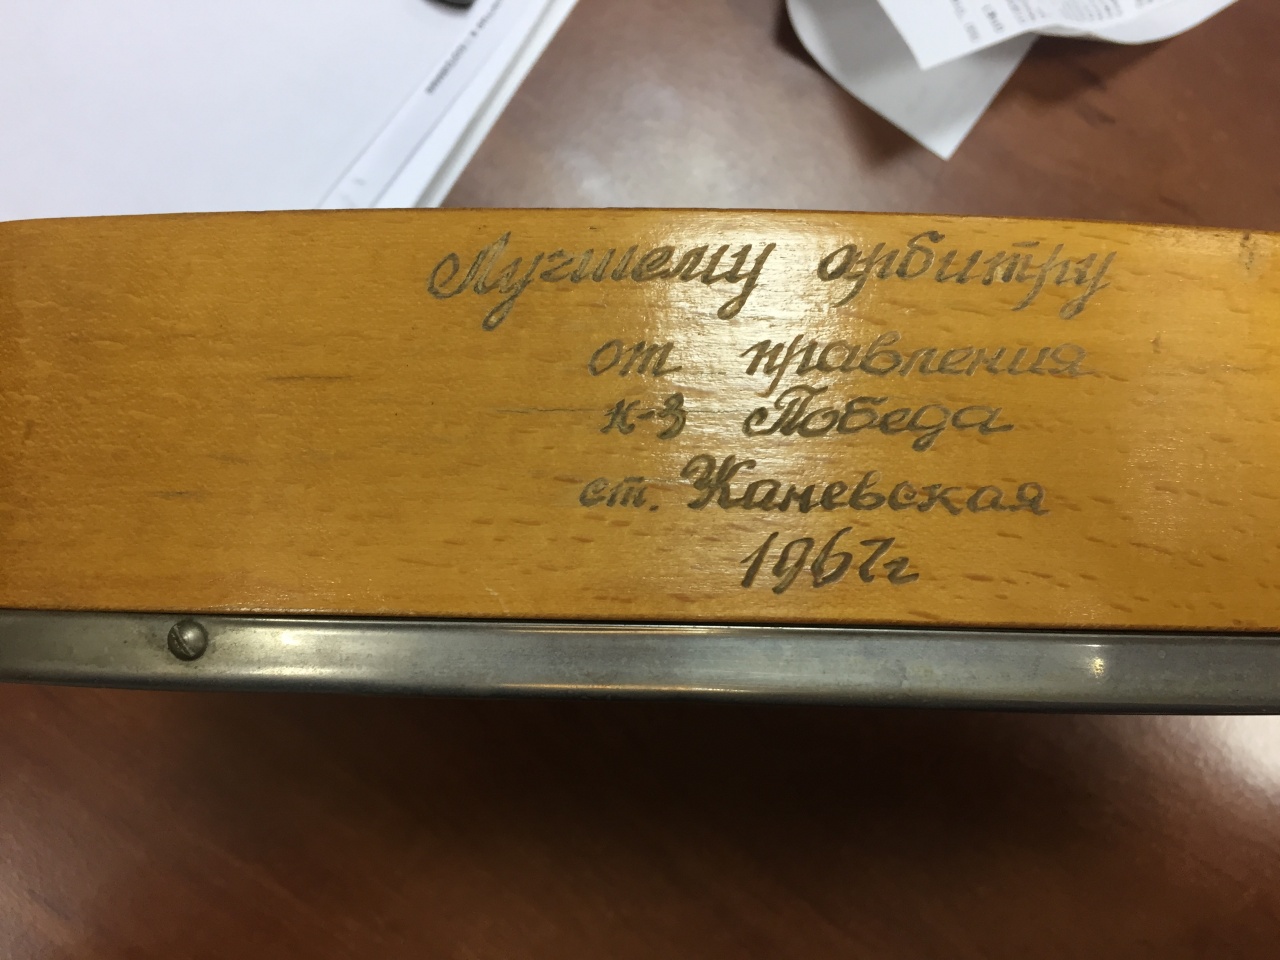 Лучшему арбитру
от правления
к-з Победа
ст. Каневская
1967г